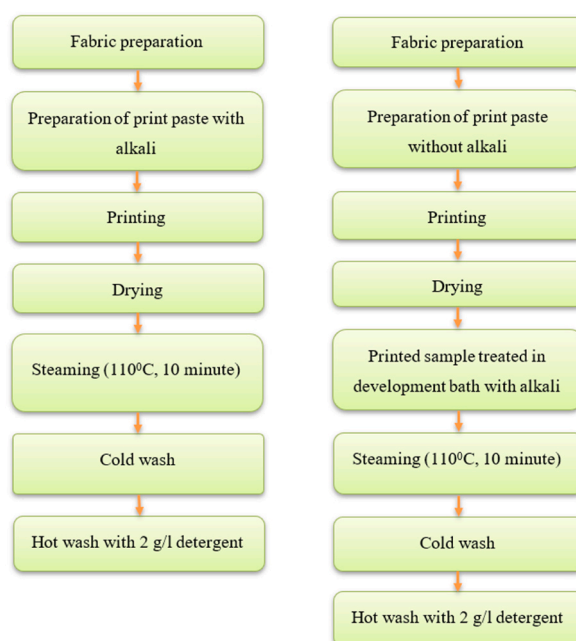 Fabric preparation
Preparation of print paste with
alkali
Printing
Drying
Steaming (110⁰C, 10 minute)
Cold wash
Hot wash with 2 g/l detergent
Fabric preparation
Preparation of print paste
without alkali
Printing
Drying
Printed sample treated in
development bath with alkali
Steaming (110⁰C, 10 minute)
Cold wash
Hot wash with 2 g/l detergent